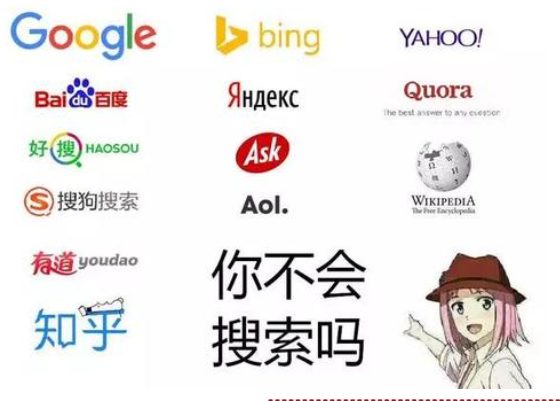 Google
bing
YAHOO!
Bai du 百度
Яндекс
Quora
The best answer to any question
好搜 HAOSOU
Ask
S 搜狗搜索
Aol.
WIKIPEDIA
The Free Encyclopedia
有道 youdao
知乎
你不会
搜索吗